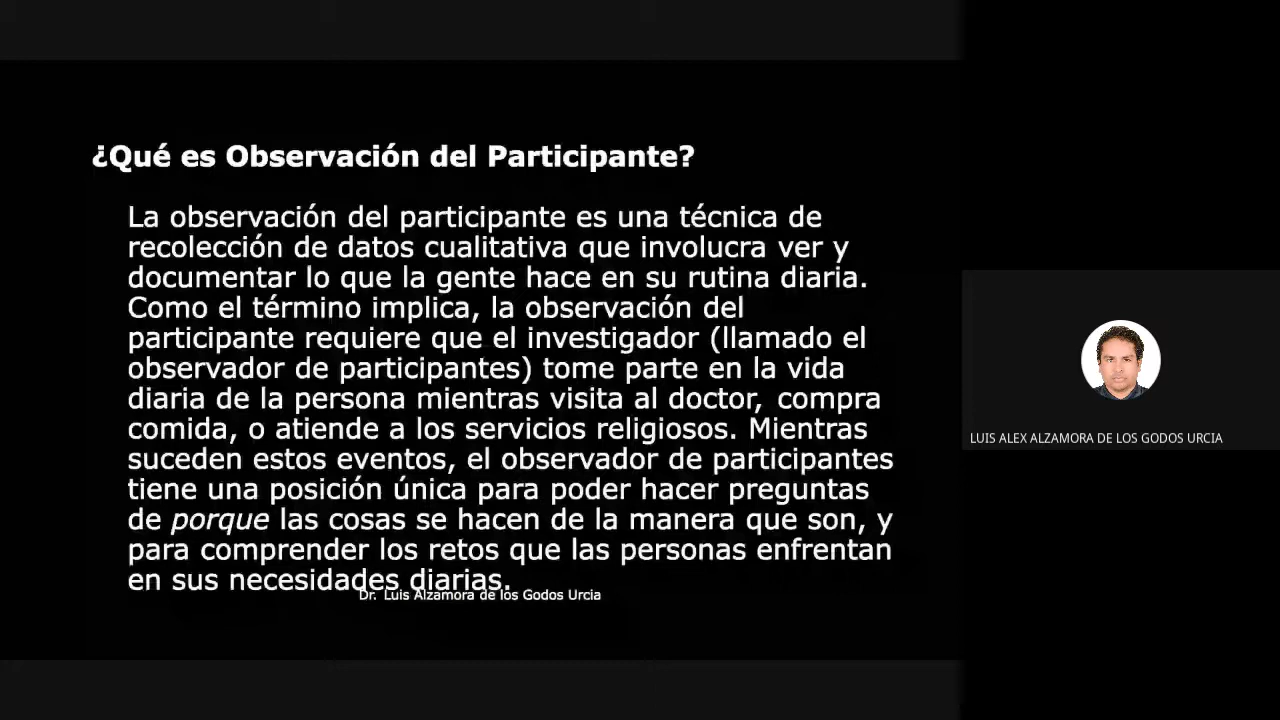 ¿Qué es Observación del Participante?
La observación del participante es una técnica de
recolección de datos cualitativa que involucra ver y
documentar lo que la gente hace en su rutina diaria.
Como el término implica, la observación del
participante requiere que el investigador (llamado el
observador de participantes) tome parte en la vida
diaria de la persona mientras visita al doctor, compra
comida, o atiende a los servicios religiosos. Mientras
suceden estos eventos, el observador de participantes
tiene una posición única para poder hacer preguntas
de porque las cosas se hacen de la manera que son, y
para comprender los retos que las personas enfrentan
en sus necesidades diarias.
Dr. Luis Alzamora de los Godos Urcia
LUIS ALEX ALZAMORA DE LOS GODOS URCIA